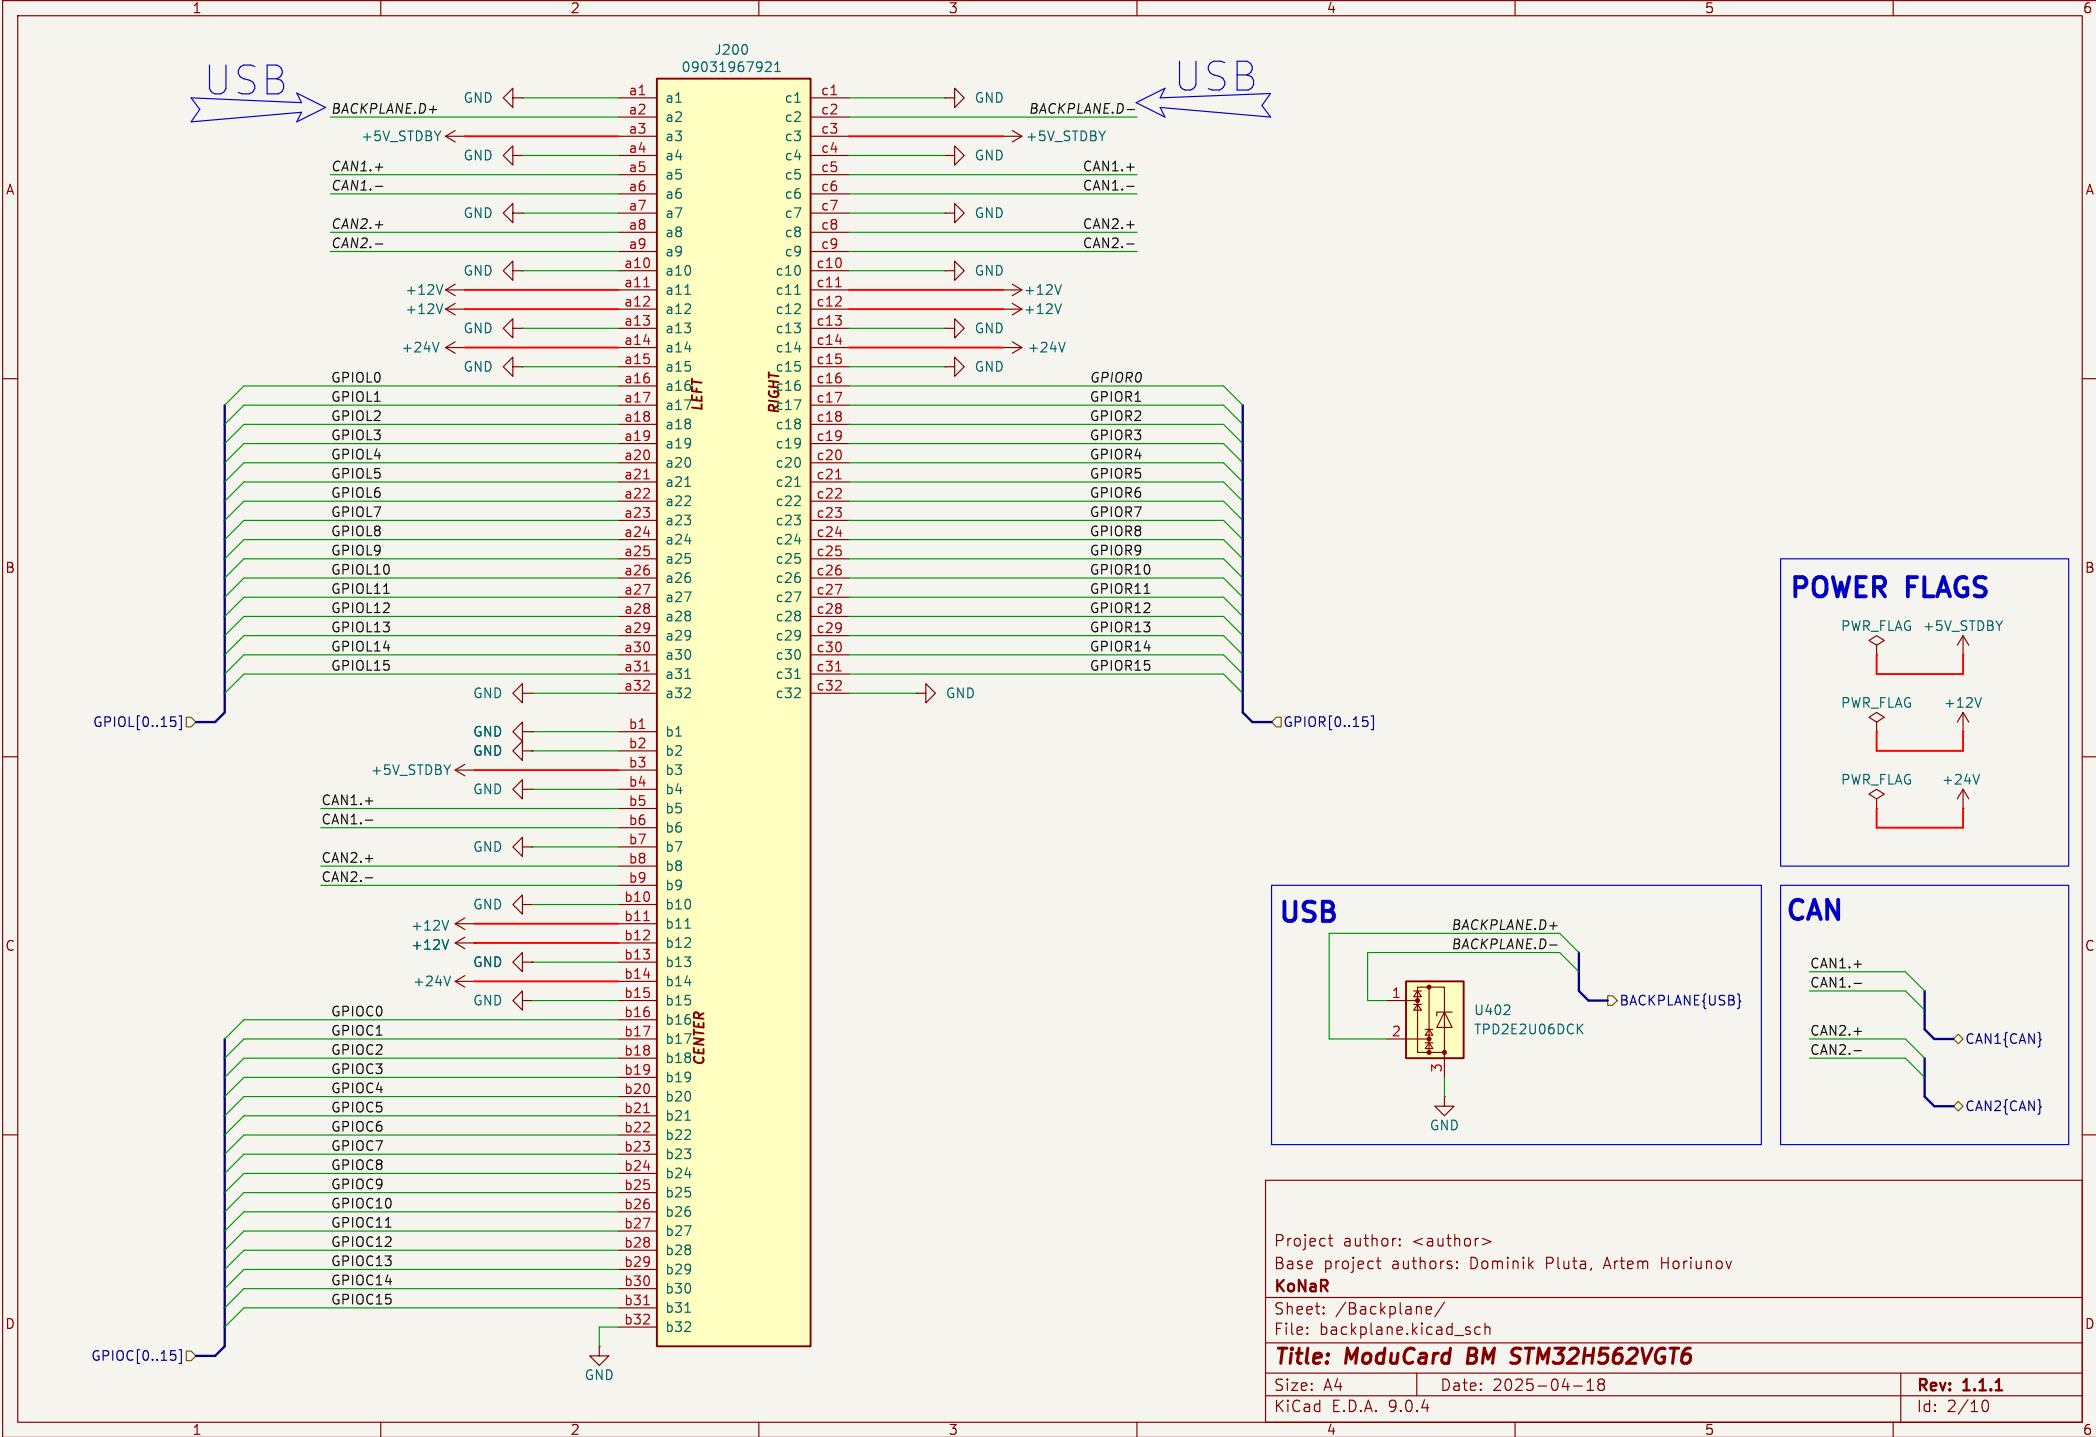 1 2 3 4 5 6
J200
09031967921
USB
USB
BACKPLANE.D+
BACKPLANE.D-
GND a1 a1 c1 c1 GND
a2 a2 c2 c2
+5V_STDBY a3 a3 c3 c3 +5V_STDBY
GND a4 a4 c4 c4 GND
CAN1.+ a5 a5 c5 c5 CAN1.+
CAN1.- a6 a6 c6 c6 CAN1.-
GND a7 a7 c7 c7 GND
CAN2.+ a8 a8 c8 c8 CAN2.+
CAN2.- a9 a9 c9 c9 CAN2.-
GND a10 a10 c10 c10 GND
+12V a11 a11 c11 c11 +12V
+12V a12 a12 c12 c12 +12V
GND a13 a13 c13 c13 GND
+24V a14 a14 c14 c14 +24V
GND a15 a15 c15 c15 GND
GPIOL0 a16 a16 c16 c16 GPIOR0
LEFT
RIGHT
GPIOL1 a17 a17 c17 c17 GPIOR1
GPIOL2 a18 a18 c18 c18 GPIOR2
GPIOL3 a19 a19 c19 c19 GPIOR3
GPIOL4 a20 a20 c20 c20 GPIOR4
GPIOL5 a21 a21 c21 c21 GPIOR5
GPIOL6 a22 a22 c22 c22 GPIOR6
GPIOL7 a23 a23 c23 c23 GPIOR7
GPIOL8 a24 a24 c24 c24 GPIOR8
GPIOL9 a25 a25 c25 c25 GPIOR9
GPIOL10 a26 a26 c26 c26 GPIOR10
GPIOL11 a27 a27 c27 c27 GPIOR11
GPIOL12 a28 a28 c28 c28 GPIOR12
GPIOL13 a29 a29 c29 c29 GPIOR13
GPIOL14 a30 a30 c30 c30 GPIOR14
GPIOL15 a31 a31 c31 c31 GPIOR15
GND a32 a32 c32 c32 GND
GPIOL[0..15]
GPIOR[0..15]
GND b1 b1
GND b2 b2
+5V_STDBY b3 b3
GND b4 b4
CAN1.+ b5 b5
CAN1.- b6 b6
GND b7 b7
CAN2.+ b8 b8
CAN2.- b9 b9
GND b10 b10
+12V b11 b11
+12V b12 b12
GND b13 b13
+24V b14 b14
GND b15 b15
GPIOC0 b16 b16
CENTER
GPIOC1 b17 b17
GPIOC2 b18 b18
GPIOC3 b19 b19
GPIOC4 b20 b20
GPIOC5 b21 b21
GPIOC6 b22 b22
GPIOC7 b23 b23
GPIOC8 b24 b24
GPIOC9 b25 b25
GPIOC10 b26 b26
GPIOC11 b27 b27
GPIOC12 b28 b28
GPIOC13 b29 b29
GPIOC14 b30 b30
GPIOC15 b31 b31
b32 b32
GPIOC[0..15]
GND
POWER FLAGS
PWR_FLAG +5V_STDBY
PWR_FLAG +12V
PWR_FLAG +24V
USB
BACKPLANE.D+
BACKPLANE.D-
1
2
3
U402
TPD2E2U06DCK
BACKPLANE{USB}
GND
CAN
CAN1.+
CAN1.-
CAN1{CAN}
CAN2.+
CAN2.-
CAN2{CAN}
A A
B B
C C
D D
Project author: <author>
Base project authors: Dominik Pluta, Artem Horiunov
KoNaR
Sheet: /Backplane/
File: backplane.kicad_sch
Title: ModuCard BM STM32H562VGT6
Size: A4 Date: 2025-04-18 Rev: 1.1.1
KiCad E.D.A. 9.0.4 Id: 2/10
1 2 3 4 5 6